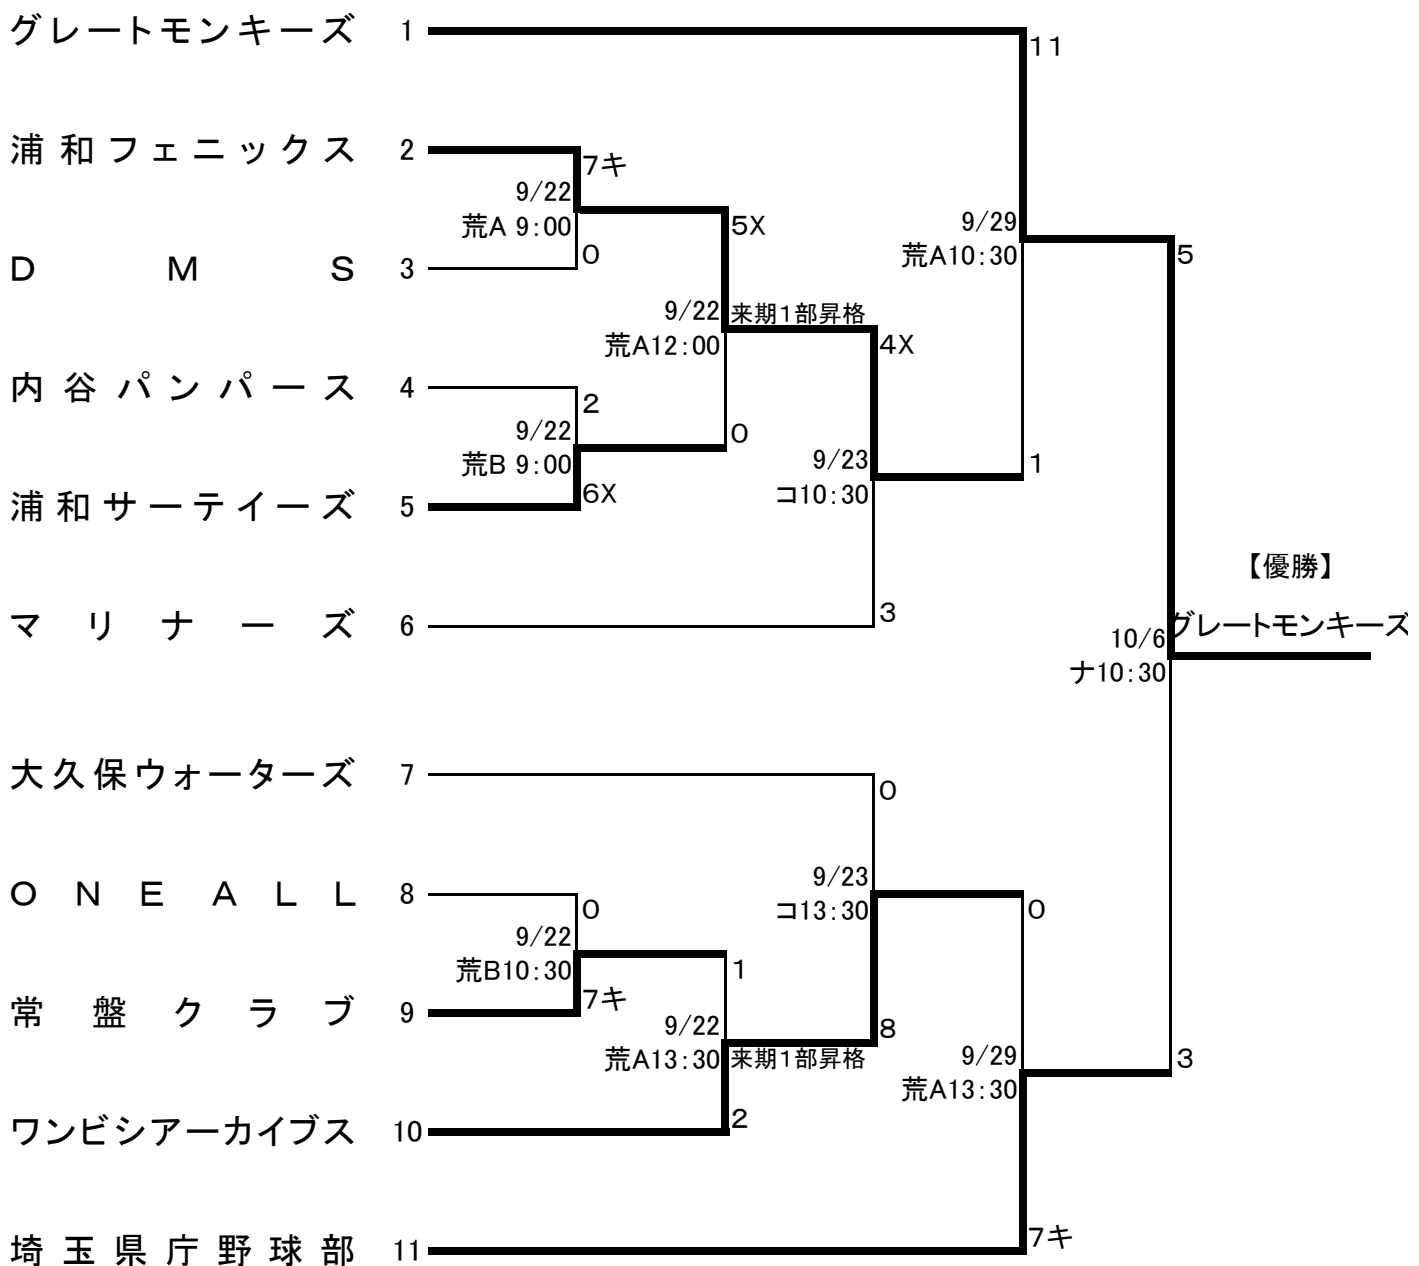 グレートモンキーズ 1
11
浦和フェニックス 2
7キ
9/22
荒A 9:00
5X
9/29
荒A10:30
5
0
DMS 3
9/22
荒A12:00
来期1部昇格
4X
内谷パンパース 4
2
9/22
荒B 9:00
0
9/23
コ10:30
1
6X
浦和サーテイーズ 5
【優勝】
マリナーズ 6
3
グレートモンキーズ
10/6
ナ10:30
大久保ウォーターズ 7
0
9/23
コ13:30
ONEALL 8
0
0
9/22
荒B10:30
1
7キ
常盤クラブ 9
9/22
荒A13:30
来期1部昇格
8
9/29
荒A13:30
3
2
ワンビシアーカイブス 10
7キ
埼玉県庁野球部 11